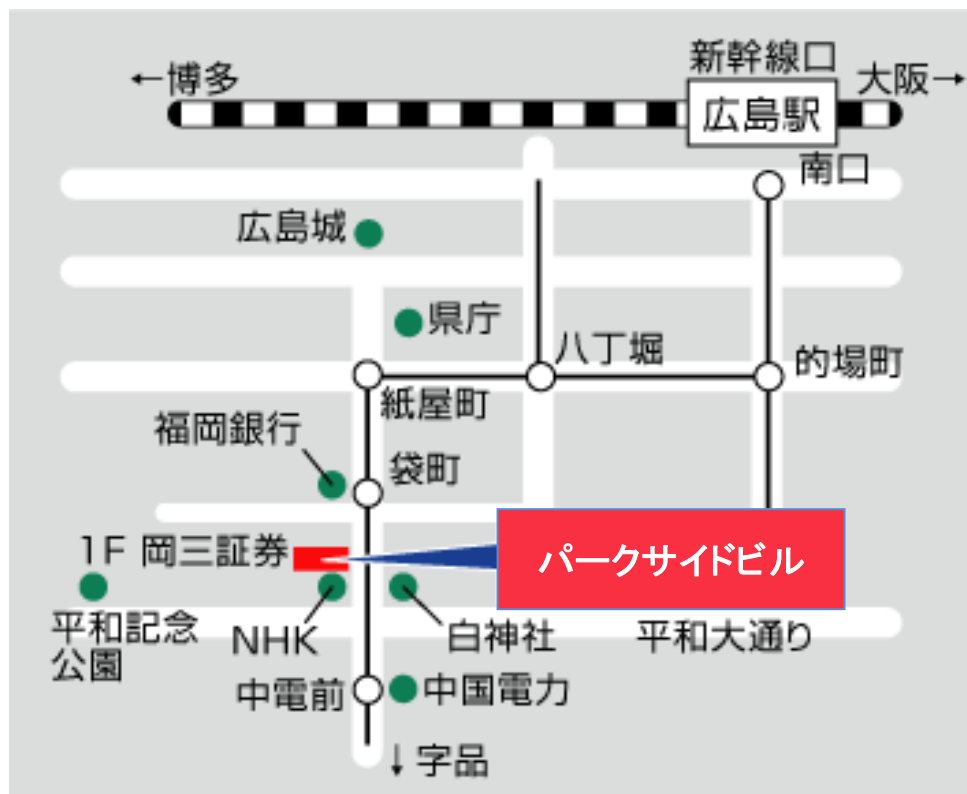 新幹線口
←博多
大阪→
広島駅
南口
広島城
県庁
八丁堀
的場町
紙屋町
福岡銀行
袋町
1F 岡三証券
パークサイドビル
平和記念
公園
NHK
白神社
平和大通り
中電前
中国電力
↓字品